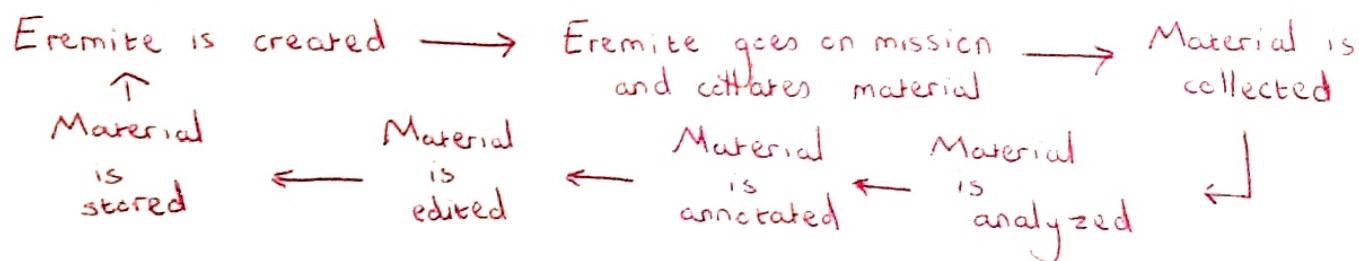 Eremite is created → Eremite goes on mission → Material is
and collates material collected
↑
Material Material Material Material
is ← is ← is ← is ↵
stored edited annotated analyzed